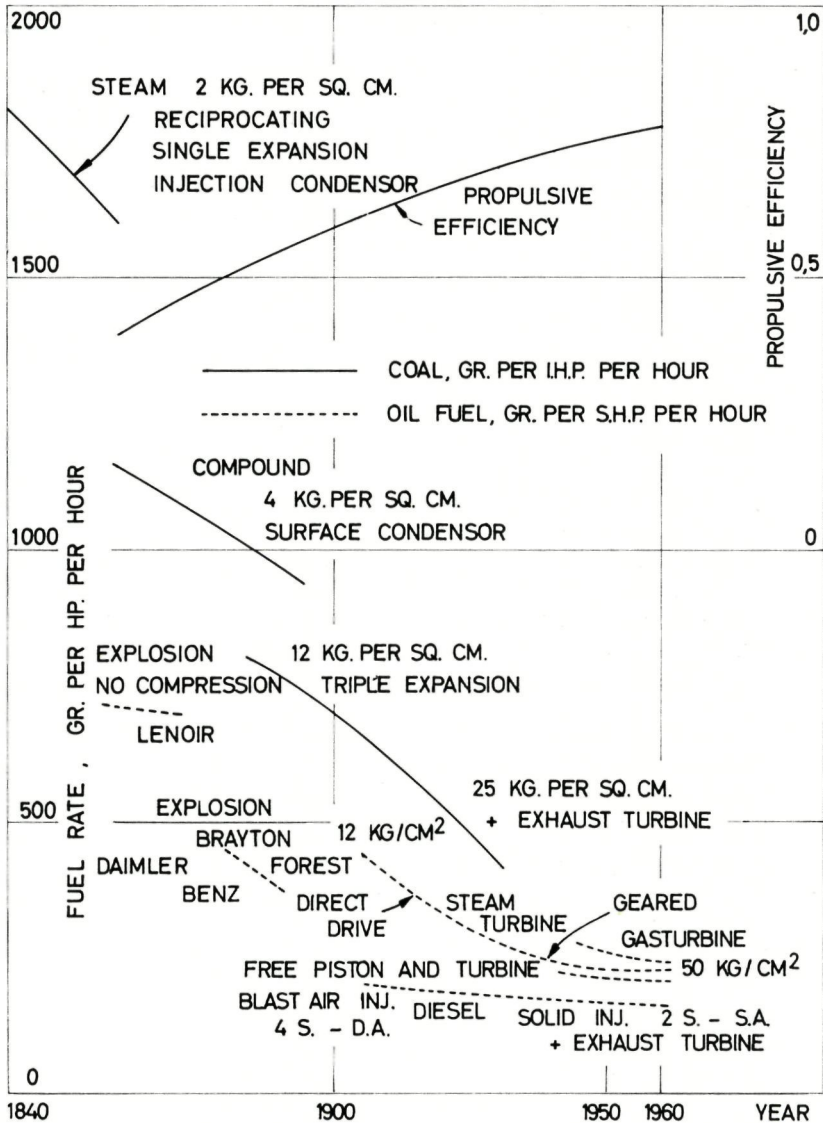 2000
1,0
STEAM 2 KG. PER SQ. CM.
RECIPROCATING
SINGLE EXPANSION
INJECTION CONDENSOR
PROPULSIVE
EFFICIENCY
PROPULSIVE EFFICIENCY
1500
0,5
COAL, GR. PER I.H.P. PER HOUR
OIL FUEL, GR. PER S.H.P. PER HOUR
COMPOUND
4 KG. PER SQ. CM.
SURFACE CONDENSOR
1000
0
FUEL RATE , GR. PER HP. PER HOUR
EXPLOSION
NO COMPRESSION
LENOIR
12 KG. PER SQ. CM.
TRIPLE EXPANSION
25 KG. PER SQ. CM.
+ EXHAUST TURBINE
500
EXPLOSION
BRAYTON
12 KG/CM²
DAIMLER
FOREST
BENZ
DIRECT
DRIVE
STEAM
TURBINE
GEARED
GASTURBINE
FREE PISTON AND TURBINE
50 KG/CM²
BLAST AIR INJ.
4 S. - D.A.
DIESEL
SOLID INJ. 2 S. - S.A.
+ EXHAUST TURBINE
0
1840
1900
1950
1960
YEAR